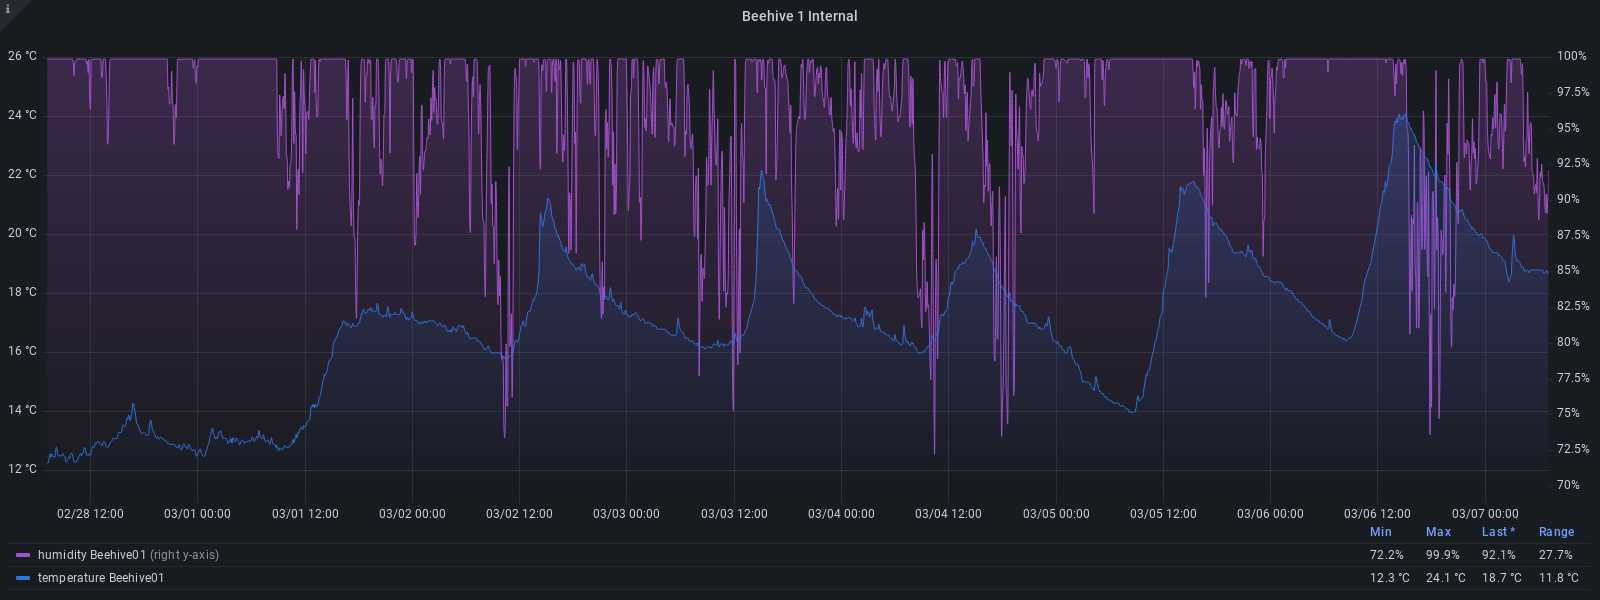 i
Beehive 1 Internal
26 °C 100%
97.5%
24 °C
95%
92.5%
22 °C
90%
20 °C
87.5%
85%
18 °C
82.5%
16 °C
80%
77.5%
14 °C
75%
72.5%
12 °C
70%
02/28 12:00 03/01 00:00 03/01 12:00 03/02 00:00 03/02 12:00 03/03 00:00 03/03 12:00 03/04 00:00 03/04 12:00 03/05 00:00 03/05 12:00 03/06 00:00 03/06 12:00 03/07 00:00
Min Max Last * Range
humidity Beehive01 (right y-axis) 72.2% 99.9% 92.1% 27.7%
temperature Beehive01 12.3 °C 24.1 °C 18.7 °C 11.8 °C